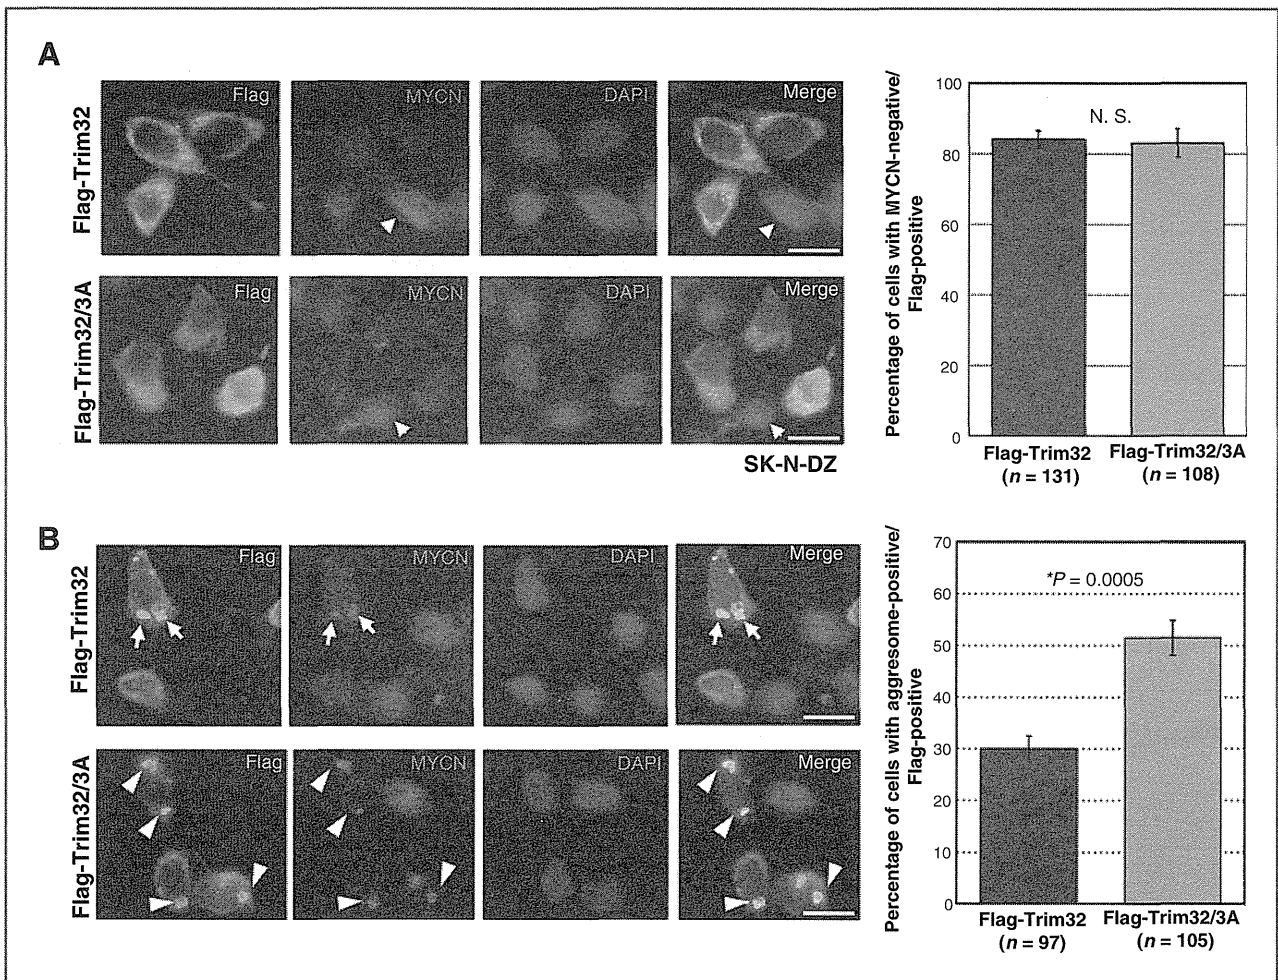 A
Flag-Trim32
Flag
MYCN
DAPI
Merge
Flag-Trim32/3A
Flag
MYCN
DAPI
Merge
SK-N-DZ
Percentage of cells with MYCN-negative/
Flag-positive
100
80
60
40
20
0
N. S.
Flag-Trim32
(n = 131)
Flag-Trim32/3A
(n = 108)
B
Flag-Trim32
Flag
MYCN
DAPI
Merge
Flag-Trim32/3A
Flag
MYCN
DAPI
Merge
Percentage of cells with aggresome-positive/
Flag-positive
70
60
50
40
30
20
10
0
*P = 0.0005
Flag-Trim32
(n = 97)
Flag-Trim32/3A
(n = 105)